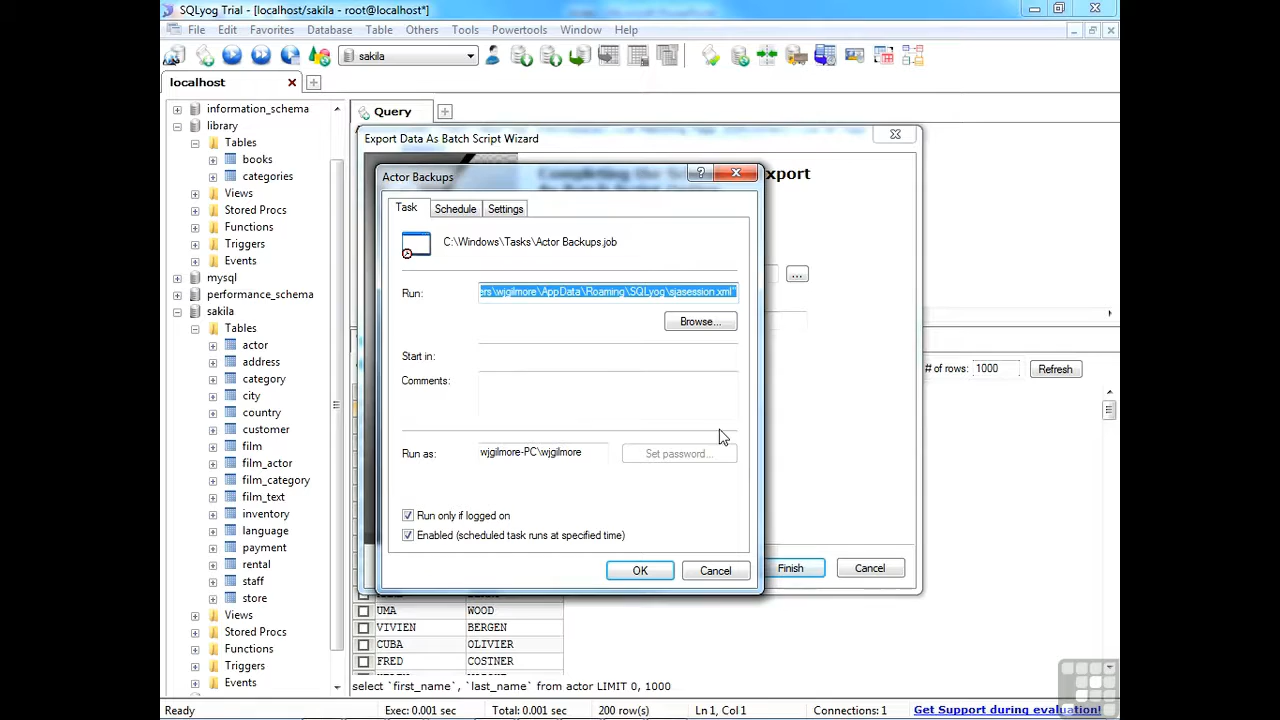 SQLyog Trial - [localhost/sakila - root@localhost*]
File Edit Favorites Database Table Others Tools Powertools Window Help
sakila
localhost
information_schema
library
Tables
books
categories
Views
Stored Procs
Functions
Triggers
Events
mysql
performance_schema
sakila
Tables
actor
address
category
city
country
customer
film
film_actor
film_category
film_text
inventory
language
payment
rental
staff
store
Views
Stored Procs
Functions
Triggers
Events
Query
Export Data As Batch Script Wizard
xport
...
Finish
Cancel
Actor Backups
?
Task Schedule Settings
C:\Windows\Tasks\Actor Backups.job
Run:
ers\wjgilmore\AppData\Roaming\SQLyog\sjasession.xml"
Browse...
Start in:
Comments:
Run as: wjgilmore-PC\wjgilmore Set password...
Run only if logged on
Enabled (scheduled task runs at specified time)
OK Cancel
# of rows: 1000 Refresh
UMA WOOD
VIVIEN BERGEN
CUBA OLIVIER
FRED COSTNER
select `first_name`, `last_name` from actor LIMIT 0, 1000
Ready Exec: 0.001 sec Total: 0.001 sec 200 row(s) Ln 1, Col 1 Connections: 1 Get Support during evaluation!